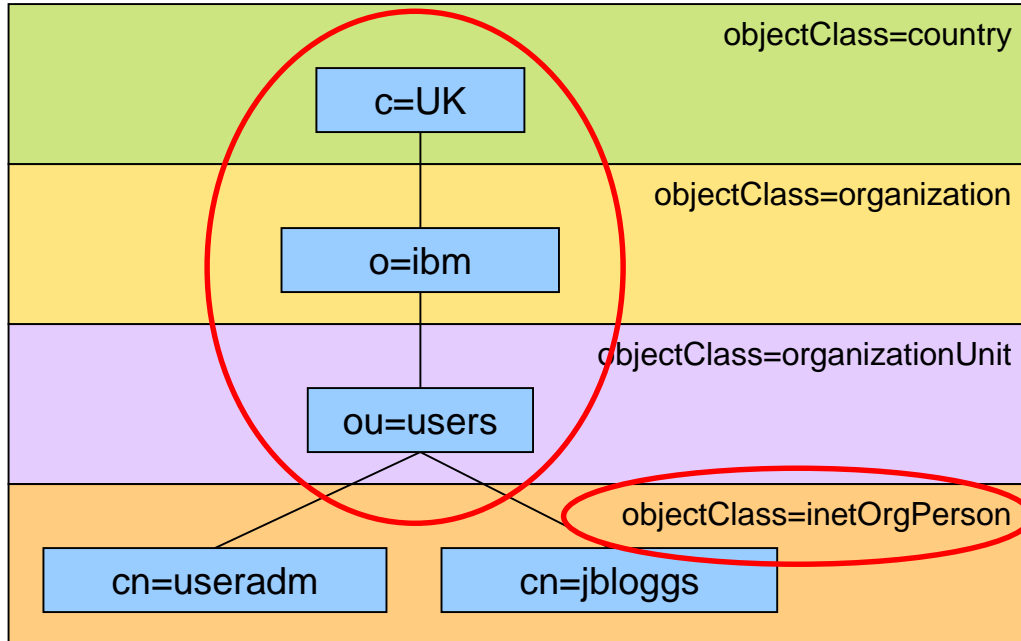 objectClass=country
c=UK
objectClass=organization
o=ibm
objectClass=organizationUnit
ou=users
objectClass=inetOrgPerson
cn=useradm
cn=jbloggs